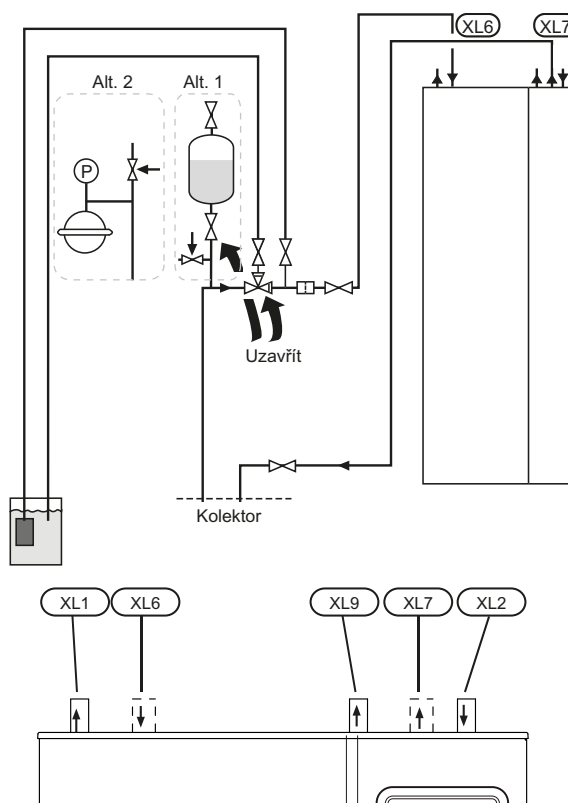 XL6 XL7
Alt. 2 Alt. 1
P
Uzavřít
Kolektor
XL1 XL6 XL9 XL7 XL2